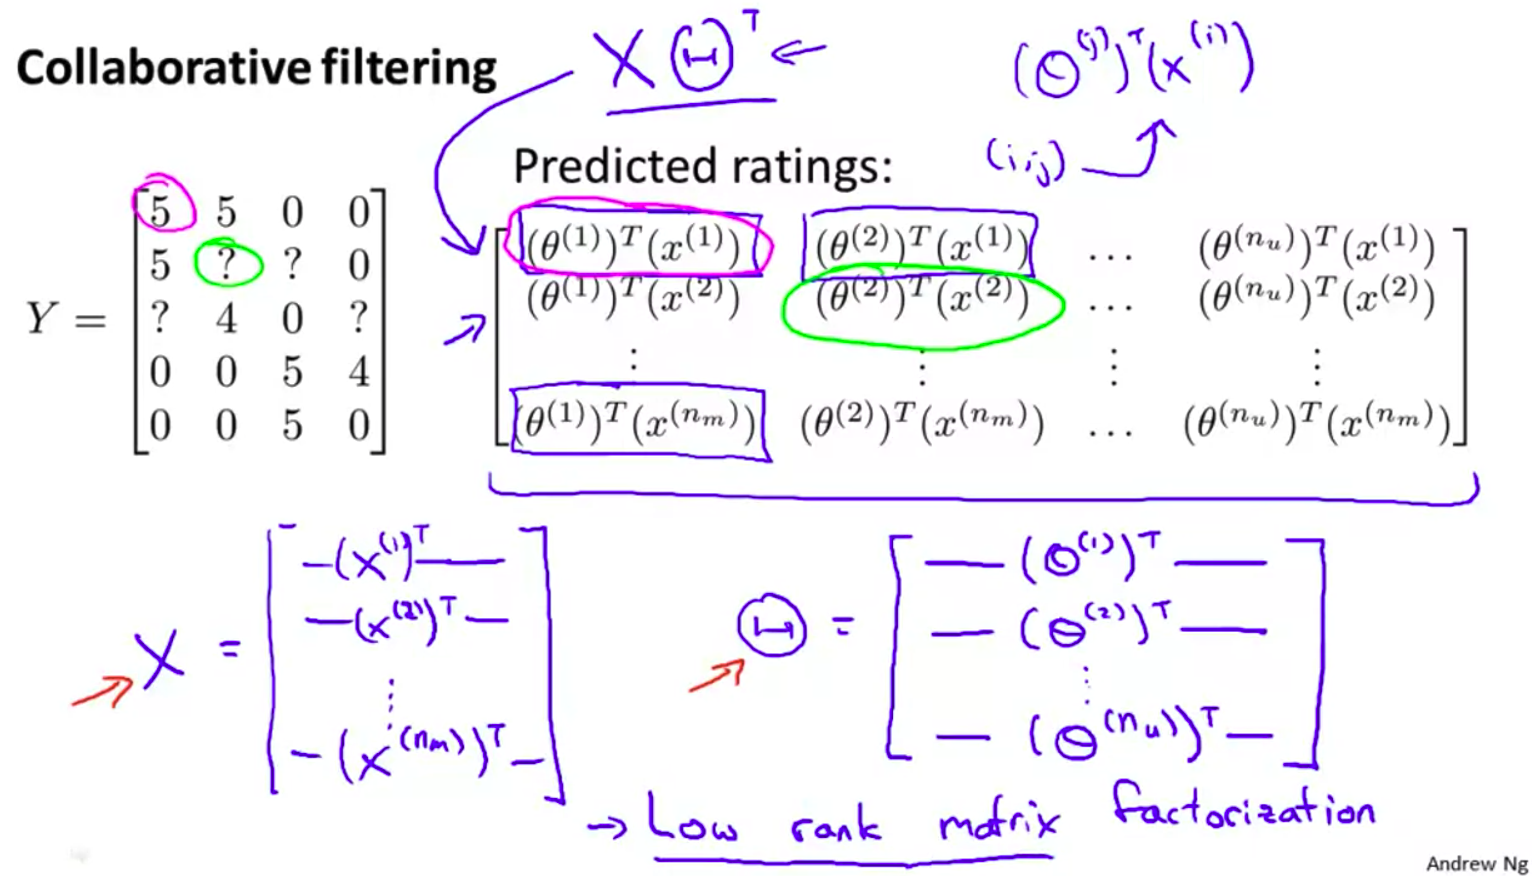 Collaborative filtering
X Θᵀ ←
(θ⁽ʲ⁾)ᵀ(x⁽ⁱ⁾)
(i,j)
Predicted ratings:
Y =
5 5 0 0
5 ? ? 0
? 4 0 ?
0 0 5 4
0 0 5 0
(θ⁽¹⁾)ᵀ(x⁽¹⁾) (θ⁽²⁾)ᵀ(x⁽¹⁾) … (θ^(n_u))ᵀ(x⁽¹⁾)
(θ⁽¹⁾)ᵀ(x⁽²⁾) (θ⁽²⁾)ᵀ(x⁽²⁾) … (θ^(n_u))ᵀ(x⁽²⁾)
⋮ ⋮ ⋮ ⋮
(θ⁽¹⁾)ᵀ(x^(n_m)) (θ⁽²⁾)ᵀ(x^(n_m)) … (θ^(n_u))ᵀ(x^(n_m))
X =
—(x⁽¹⁾)ᵀ—
—(x⁽²⁾)ᵀ—
⋮
—(x^(n_m))ᵀ—
Θ =
—(θ⁽¹⁾)ᵀ—
—(θ⁽²⁾)ᵀ—
⋮
—(θ^(n_u))ᵀ—
→ Low rank matrix factorization
Andrew Ng